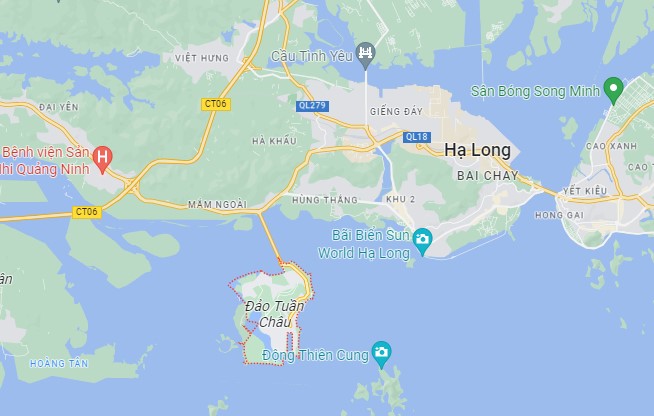 VIỆT HƯNG
Cầu Tình Yêu
Sân Bóng Song Minh
ĐẠI YÊN
CT06
QL279
GIẾNG ĐÁY
HÀ KHẨU
QL18
Hạ Long
CAO XANH
Bệnh viện Sản
Nhi Quảng Ninh
BAI CHAY
CAO T
YẾT KIÊU
CT06
MẮM NGOÀI
HÙNG THẮNG
KHU 2
HONG GAI
Bãi Biển Sun
World Hạ Long
Đảo Tuần
Châu
Động Thiên Cung
HOÀNG TÂN